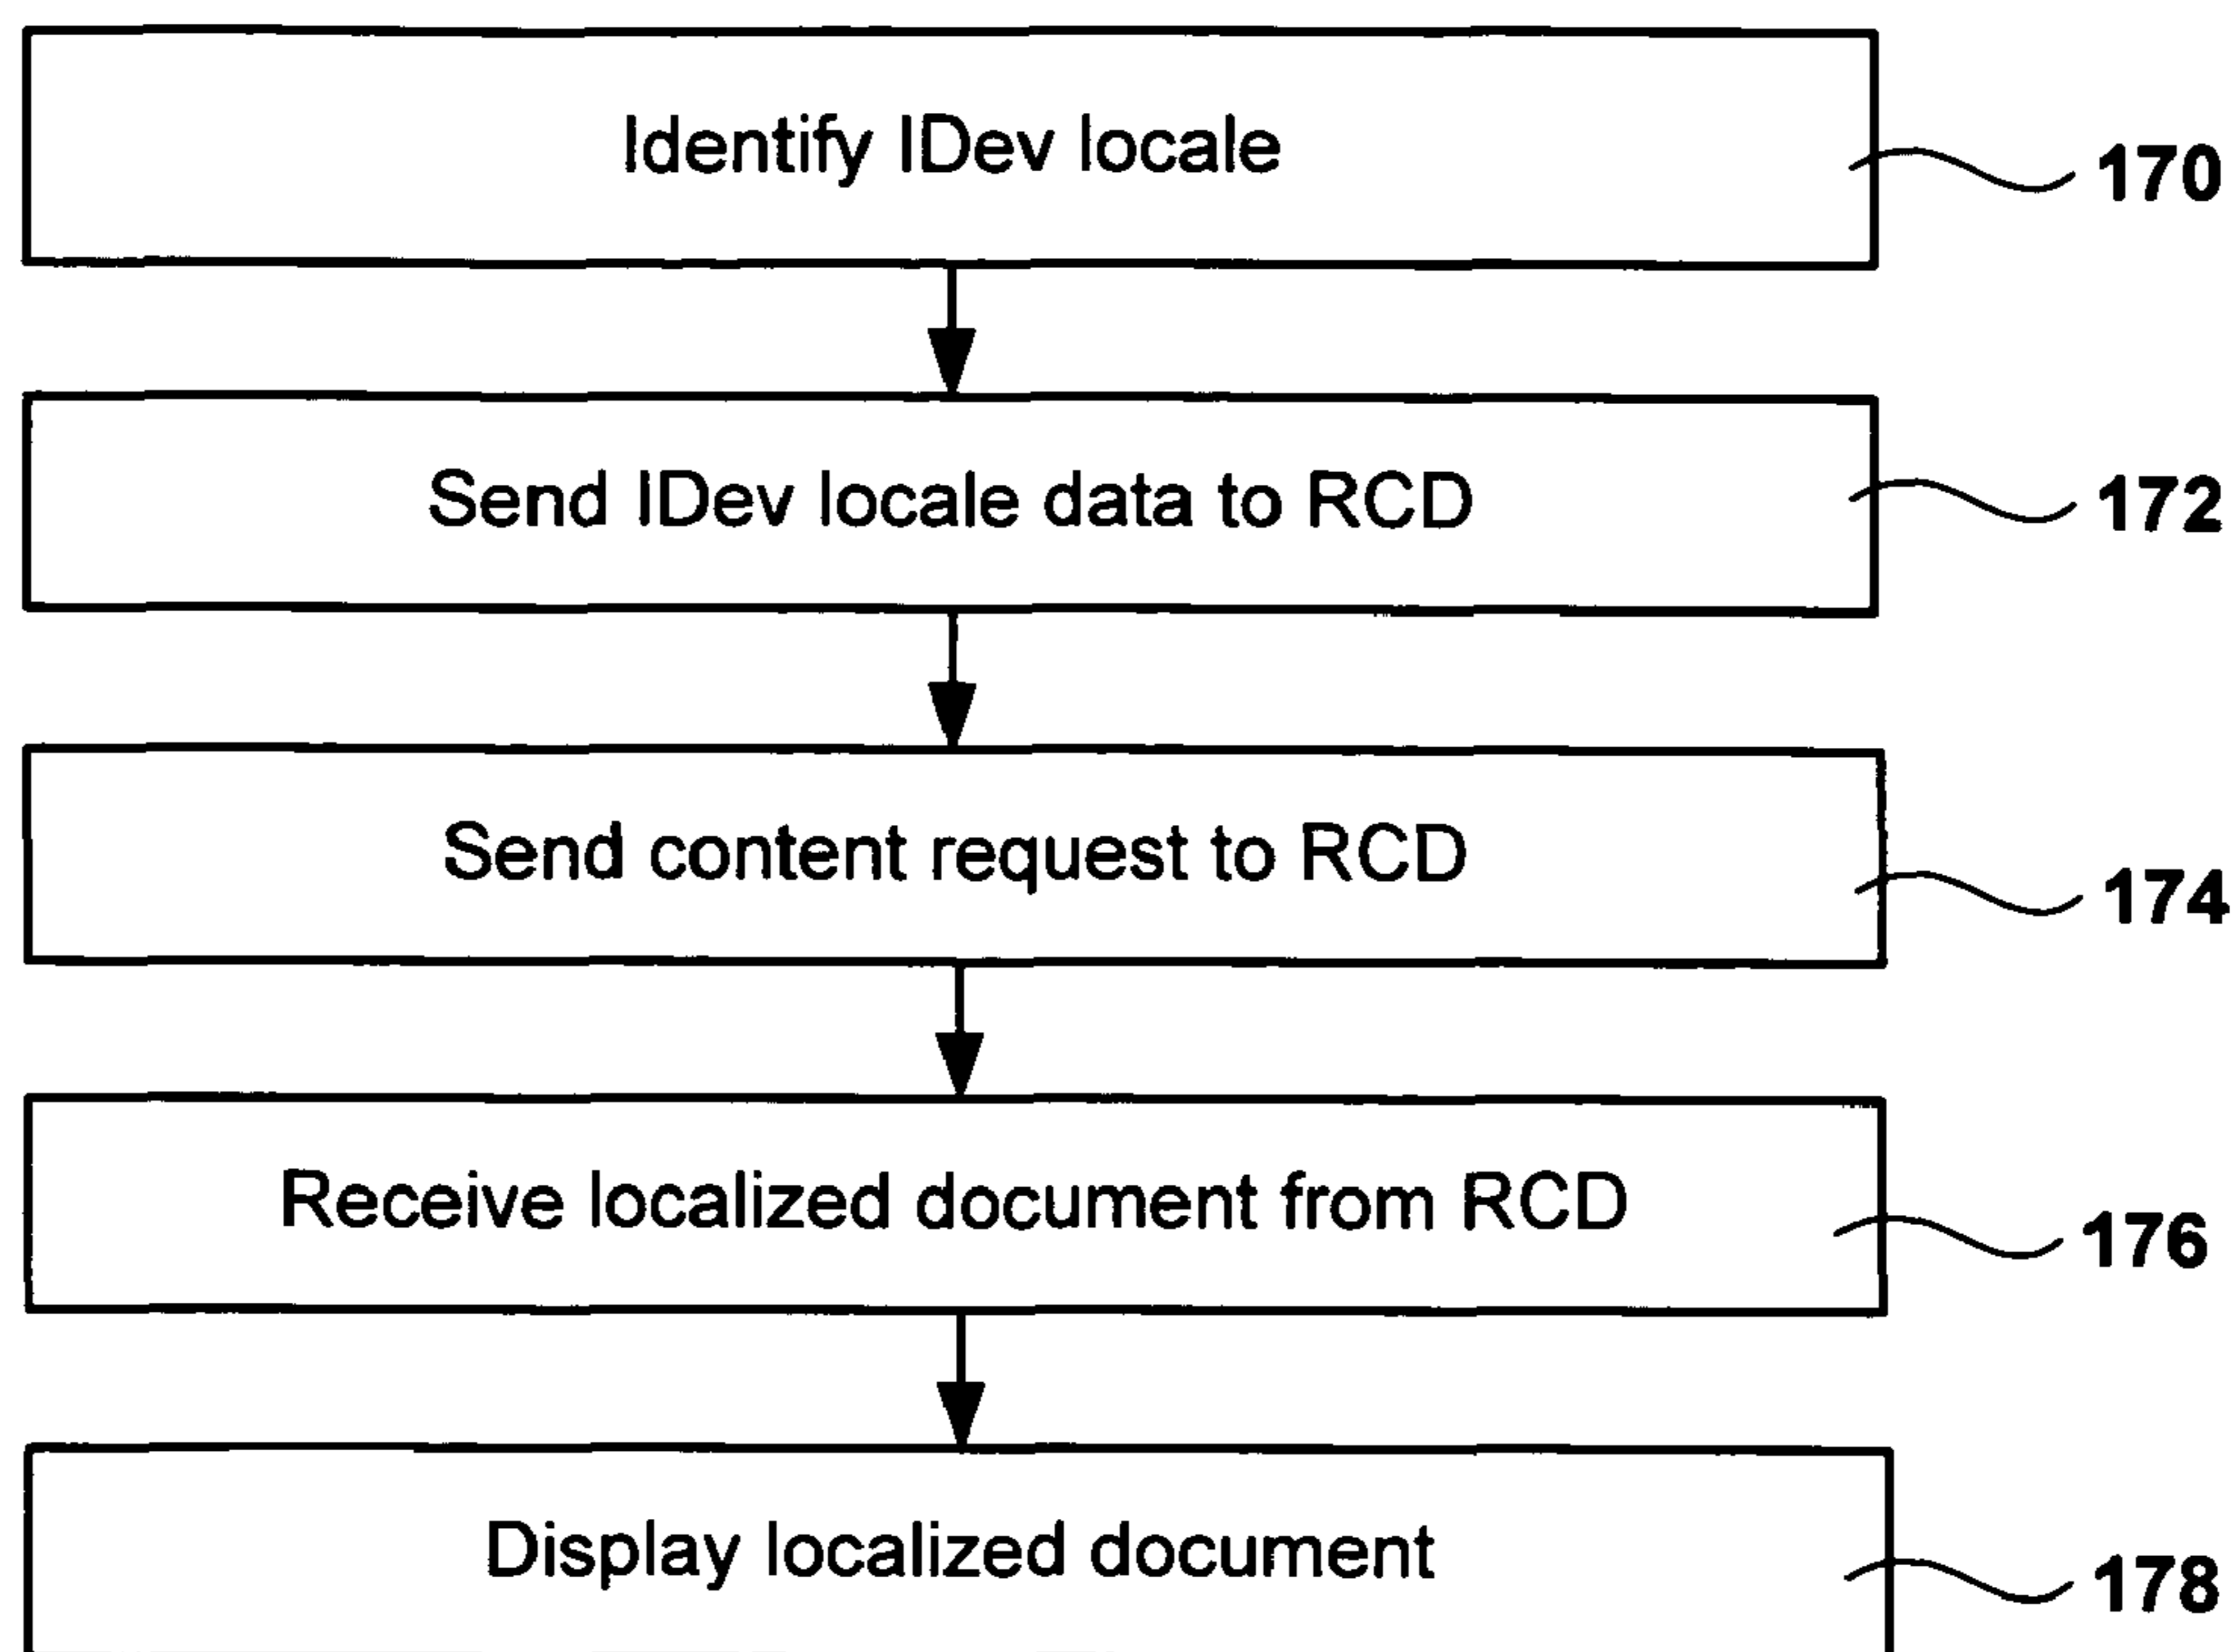 Identify IDev locale
170
Send IDev locale data to RCD
172
Send content request to RCD
174
Receive localized document from RCD
176
Display localized document
178